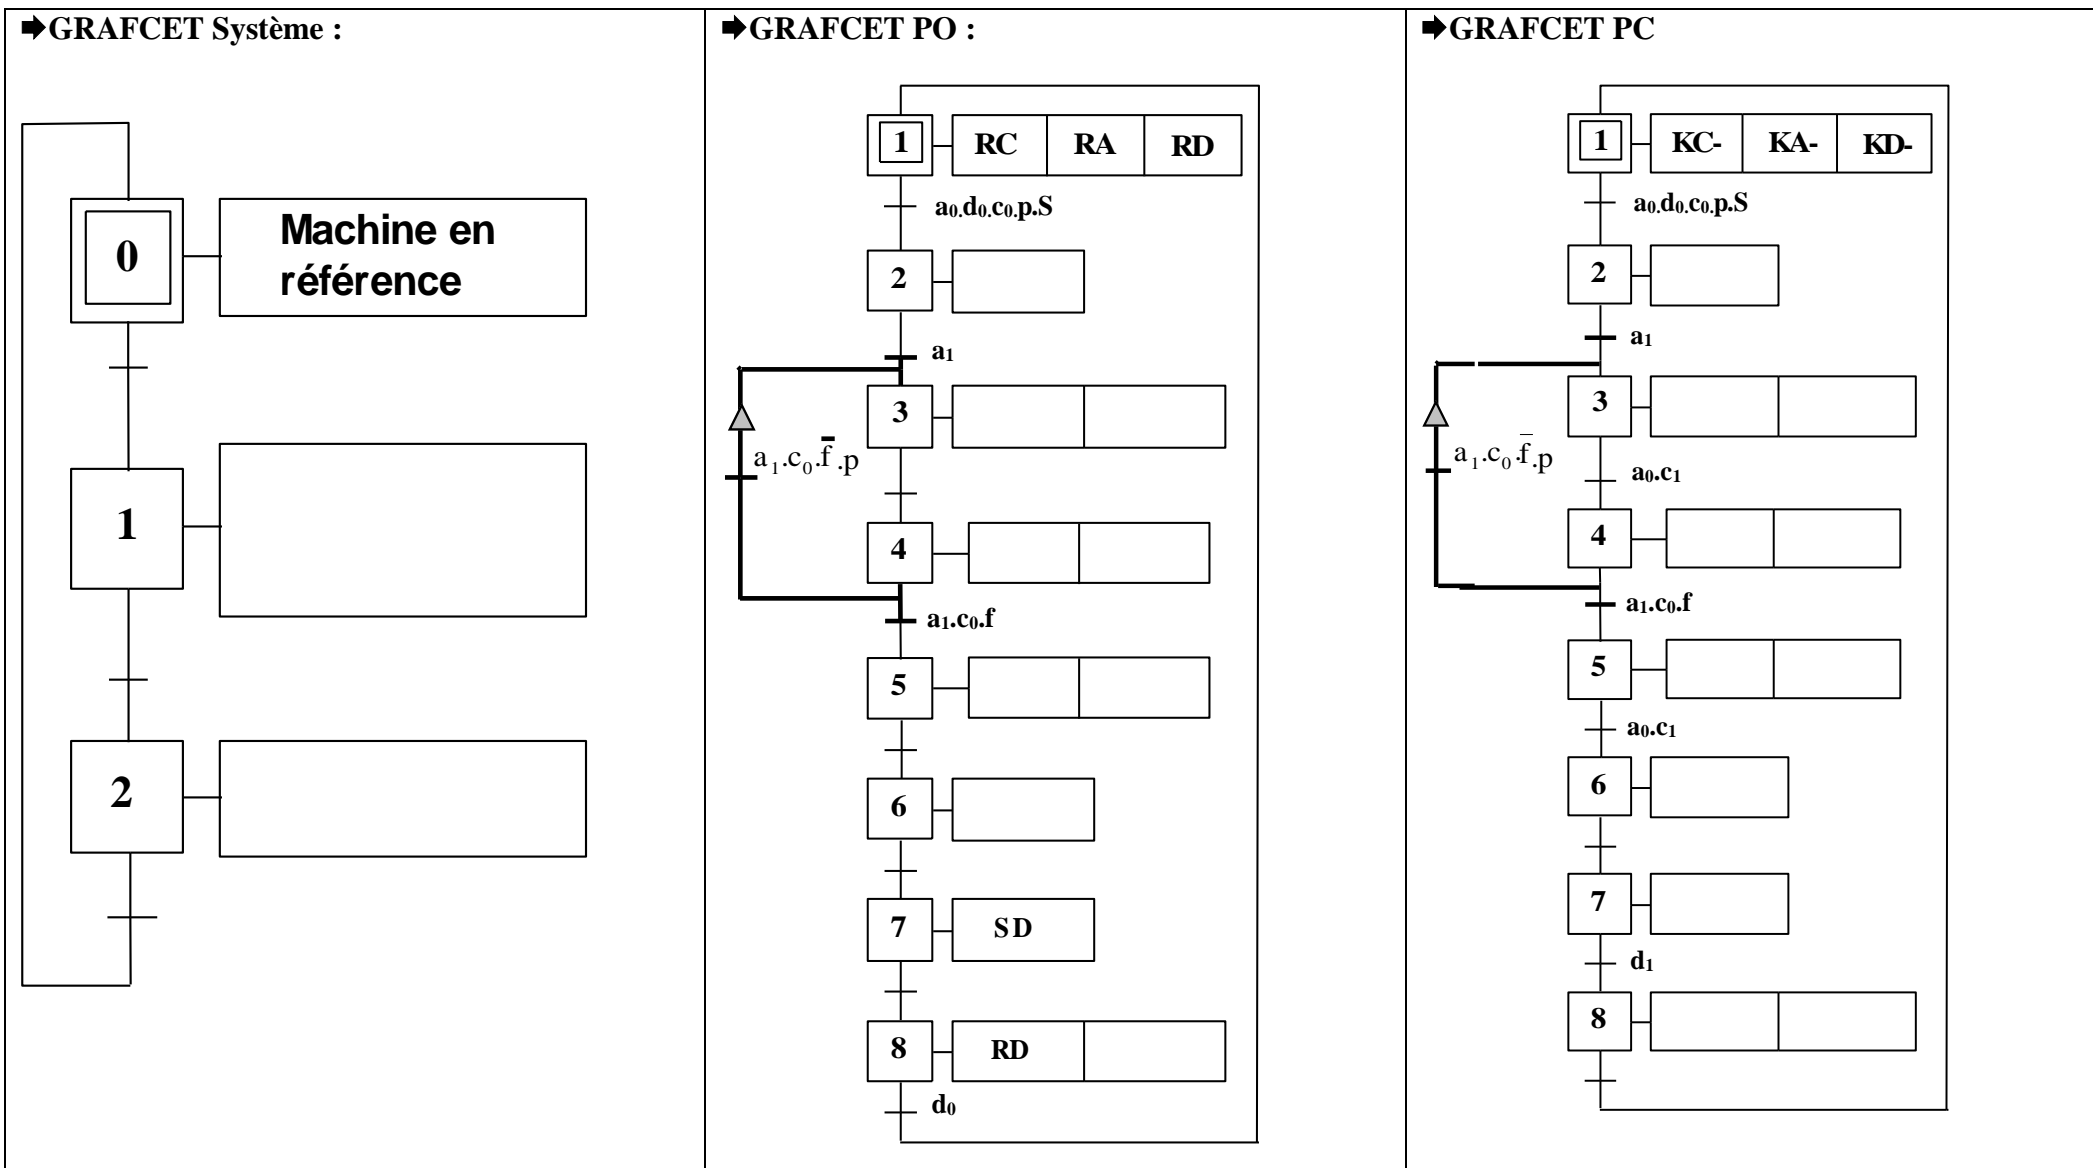 ➡GRAFCET Système :
0
Machine en
référence
1
2
➡GRAFCET PO :
1
RC RA RD
a₀.d₀.c₀.p.S
2
a₁
3
a₁.c₀.f̄.p
4
a₁.c₀.f
5
6
7
SD
8
RD
d₀
➡GRAFCET PC
1
KC- KA- KD-
a₀.d₀.c₀.p.S
2
a₁
3
a₁.c₀.f̄.p
a₀.c₁
4
a₁.c₀.f
5
a₀.c₁
6
7
d₁
8